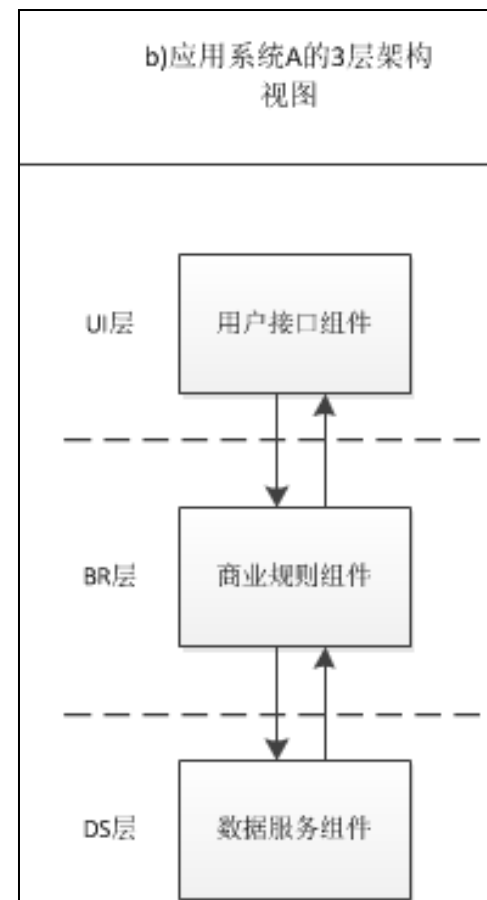 b)应用系统A的3层架构
视图
UI层
用户接口组件
BR层
商业规则组件
DS层
数据服务组件